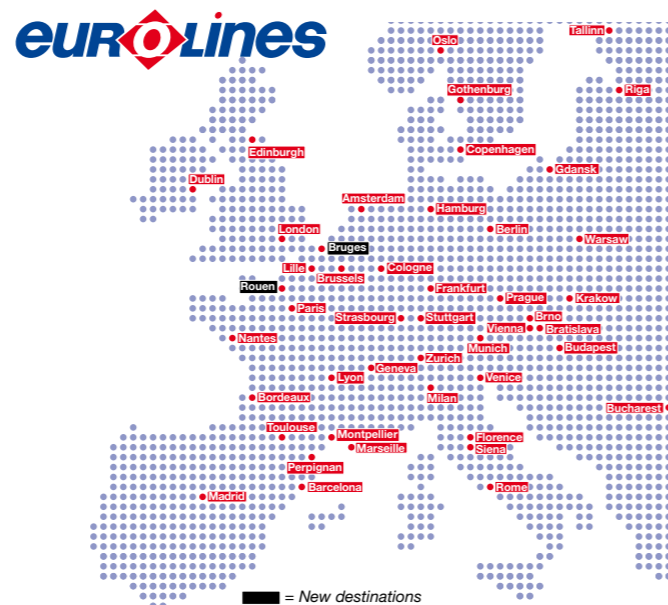 eurolines
Oslo
Tallinn
Gothenburg
Riga
Edinburgh
Copenhagen
Gdansk
Dublin
Amsterdam
Hamburg
London
Berlin
Bruges
Warsaw
Lille
Brussels
Cologne
Rouen
Frankfurt
Prague
Krakow
Paris
Strasbourg
Stuttgart
Brno
Vienna
Bratislava
Nantes
Munich
Budapest
Zurich
Geneva
Lyon
Venice
Milan
Bordeaux
Bucharest
Toulouse
Montpellier
Florence
Marseille
Siena
Perpignan
Barcelona
Rome
Madrid
= New destinations